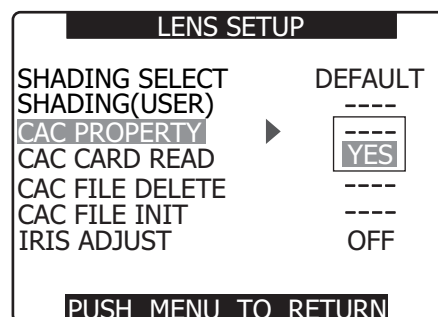 LENS SETUP
SHADING SELECT DEFAULT
SHADING(USER) ----
CAC PROPERTY ----
CAC CARD READ YES
CAC FILE DELETE ----
CAC FILE INIT ----
IRIS ADJUST OFF
PUSH MENU TO RETURN